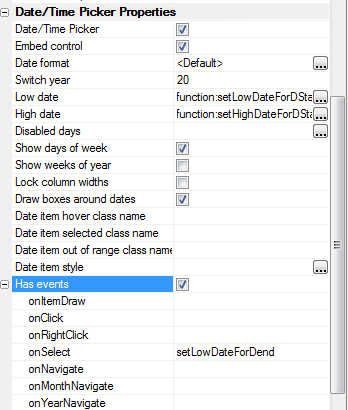 Date/Time Picker Properties
Date/Time Picker
Embed control
Date format <Default> ...
Switch year 20
Low date function:setLowDateForDSta ...
High date function:setHighDateForDS ...
Disabled days ...
Show days of week
Show weeks of year
Lock column widths
Draw boxes around dates
Date item hover class name
Date item selected class name
Date item out of range class name
Date item style ...
Has events
onItemDraw
onClick
onRightClick
onSelect setLowDateForDend
onNavigate
onMonthNavigate
onYearNavigate